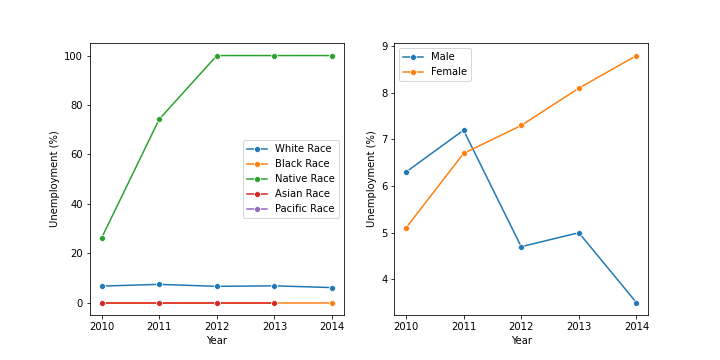 100
80
60
40
20
0
Unemployment (%)
2010 2011 2012 2013 2014
Year
White Race
Black Race
Native Race
Asian Race
Pacific Race
9
8
7
6
5
4
Unemployment (%)
2010 2011 2012 2013 2014
Year
Male
Female